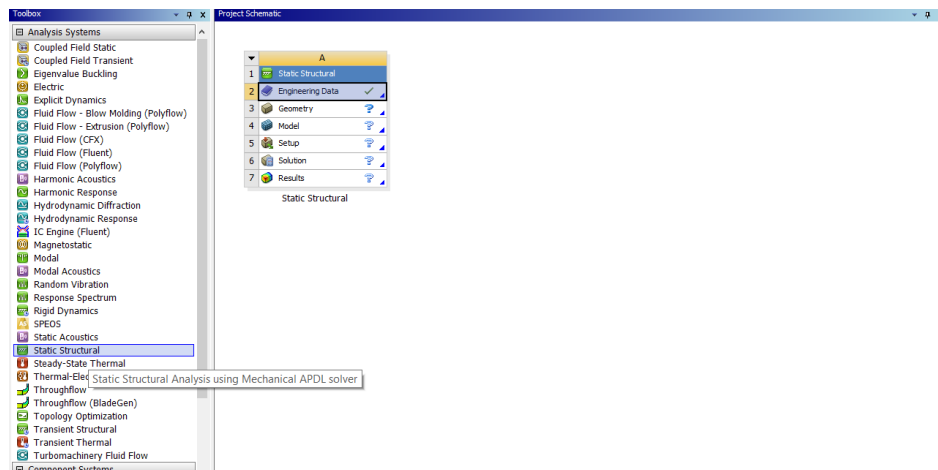 Toolbox
Project Schematic
Analysis Systems
Coupled Field Static
Coupled Field Transient
Eigenvalue Buckling
Electric
Explicit Dynamics
Fluid Flow - Blow Molding (Polyflow)
Fluid Flow - Extrusion (Polyflow)
Fluid Flow (CFX)
Fluid Flow (Fluent)
Fluid Flow (Polyflow)
Harmonic Acoustics
Harmonic Response
Hydrodynamic Diffraction
Hydrodynamic Response
IC Engine (Fluent)
Magnetostatic
Modal
Modal Acoustics
Random Vibration
Response Spectrum
Rigid Dynamics
SPEOS
Static Acoustics
Static Structural
Steady-State Thermal
Thermal-Elec
Static Structural Analysis using Mechanical APDL solver
Throughflow
Throughflow (BladeGen)
Topology Optimization
Transient Structural
Transient Thermal
Turbomachinery Fluid Flow
Component Systems
A
1 Static Structural
2 Engineering Data
3 Geometry ?
4 Model ?
5 Setup ?
6 Solution ?
7 Results ?
Static Structural